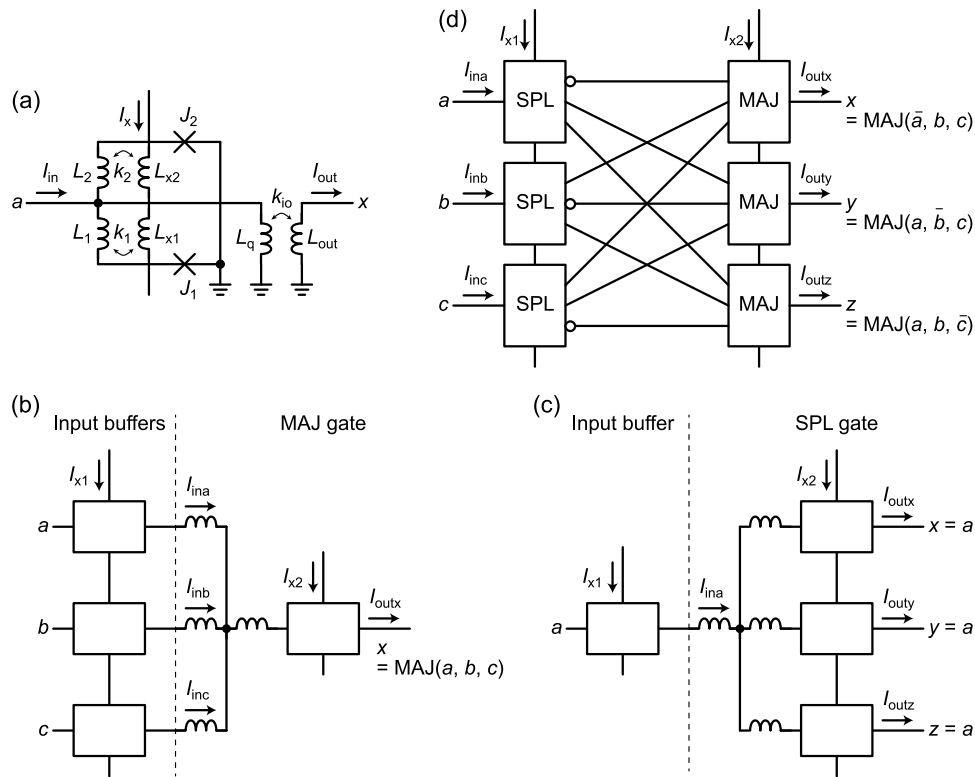 (a)
I_x
J_2
I_in
L_2
k_2
L_x2
I_out
k_io
a
x
L_1
k_1
L_x1
L_q
L_out
J_1
(d)
I_x1
I_x2
I_ina
I_outx
a
SPL
MAJ
x
= MAJ(ā, b, c)
I_inb
I_outy
b
SPL
MAJ
y
= MAJ(a, b̄, c)
I_inc
I_outz
c
SPL
MAJ
z
= MAJ(a, b, c̄)
(b)
Input buffers
MAJ gate
I_x1
I_ina
a
I_inb
I_x2
I_outx
b
x
= MAJ(a, b, c)
I_inc
c
(c)
Input buffer
SPL gate
I_x2
I_outx
x = a
I_x1
I_ina
I_outy
a
y = a
I_outz
z = a